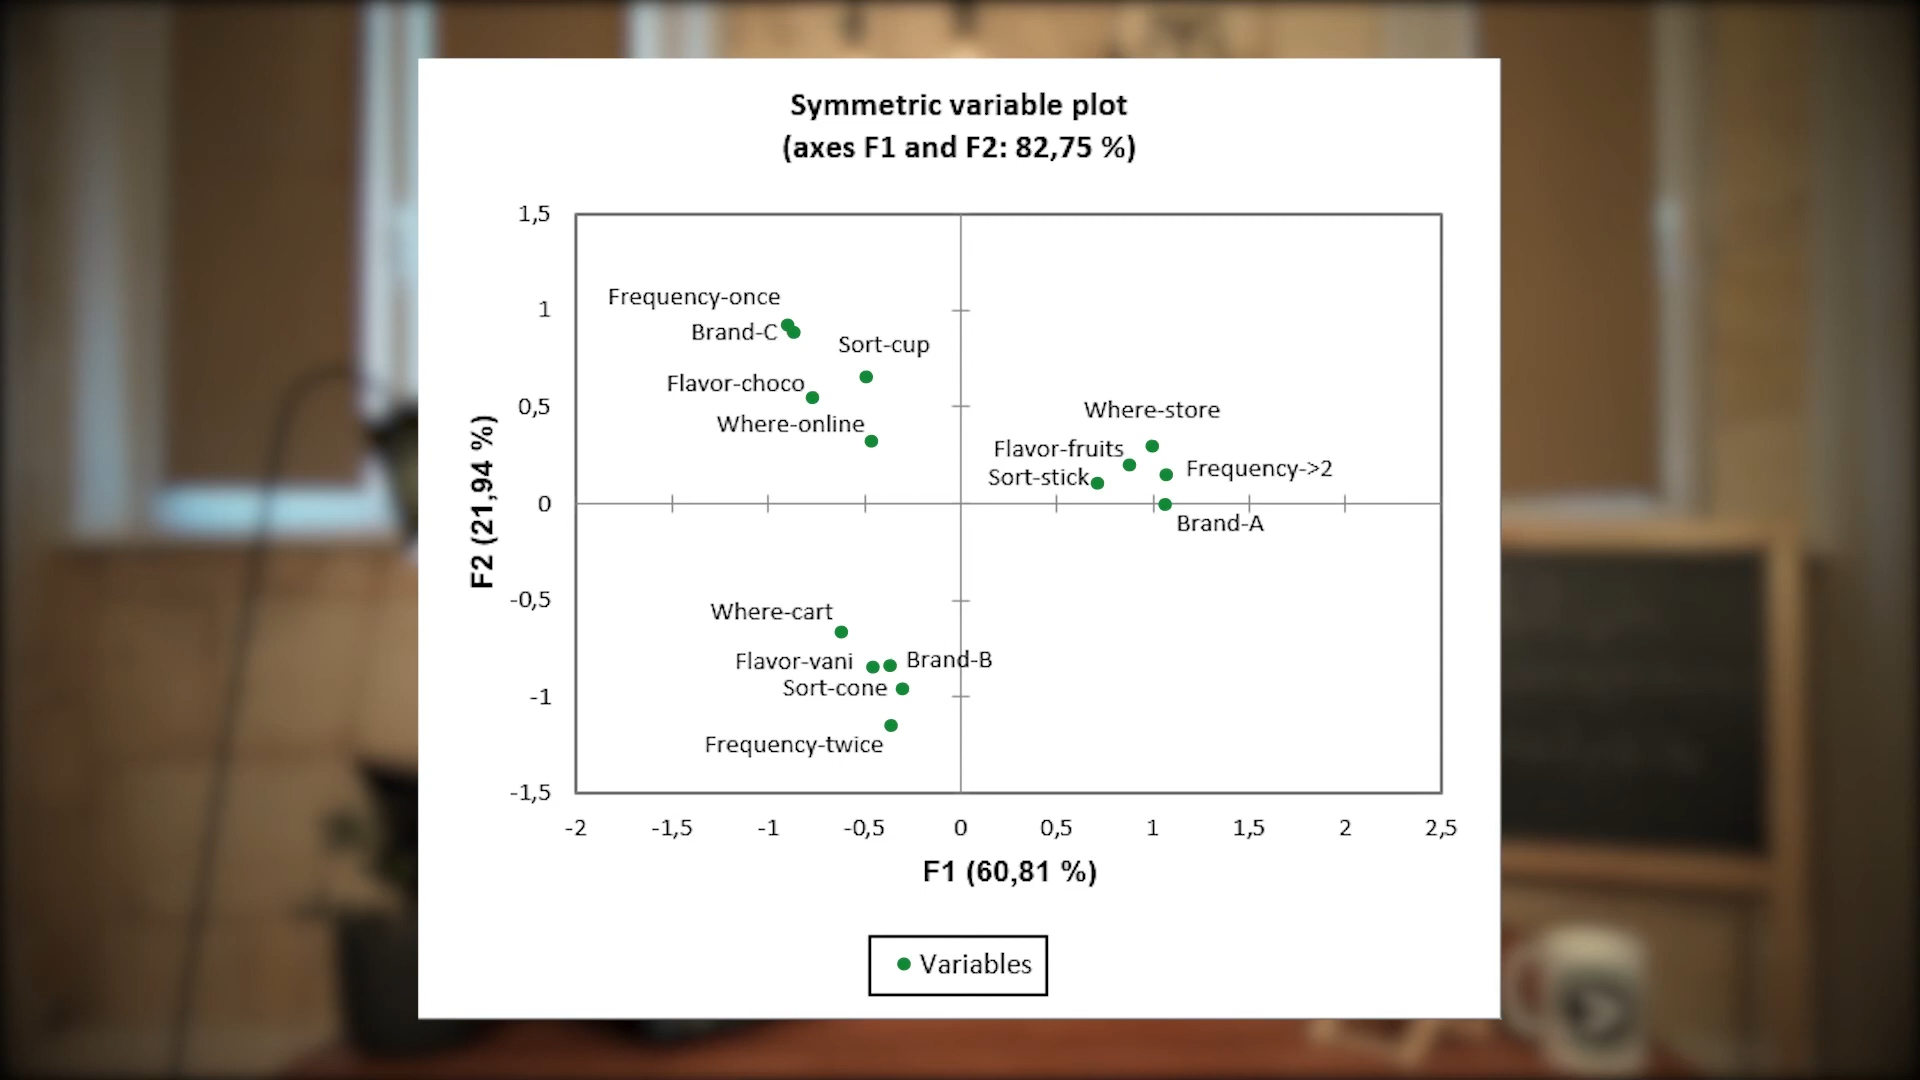 Symmetric variable plot
(axes F1 and F2: 82,75 %)
1,5
Frequency-once
1
Brand-C
Sort-cup
Flavor-choco
0,5
Where-store
Where-online
Flavor-fruits
Frequency->2
Sort-stick
0
Brand-A
F2 (21,94 %)
-0,5
Where-cart
Flavor-vani
Brand-B
Sort-cone
-1
Frequency-twice
-1,5
-2 -1,5 -1 -0,5 0 0,5 1 1,5 2 2,5
F1 (60,81 %)
Variables